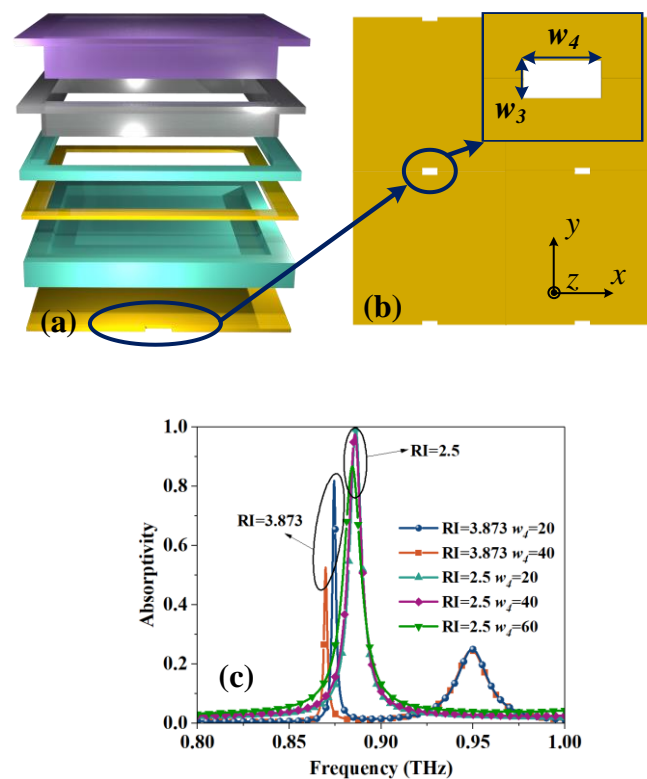 (a)
w₄
w₃
y
z
x
(b)
Absorptivity
1.0
0.8
0.6
0.4
0.2
0.0
RI=2.5
RI=3.873
RI=3.873 w₄=20
RI=3.873 w₄=40
RI=2.5 w₄=20
RI=2.5 w₄=40
RI=2.5 w₄=60
(c)
0.80 0.85 0.90 0.95 1.00
Frequency (THz)